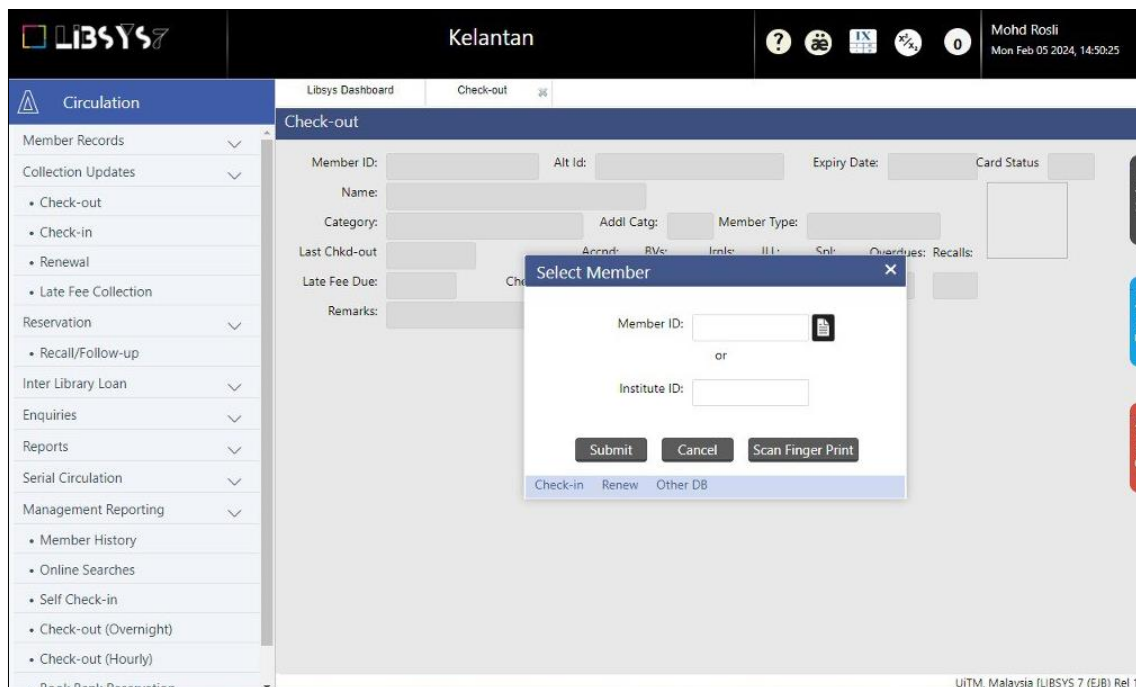 LiBSYS7
Kelantan
? äë IX 0
Mohd Rosli
Mon Feb 05 2024, 14:50:25
Circulation
Member Records
Collection Updates
• Check-out
• Check-in
• Renewal
• Late Fee Collection
Reservation
• Recall/Follow-up
Inter Library Loan
Enquiries
Reports
Serial Circulation
Management Reporting
• Member History
• Online Searches
• Self Check-in
• Check-out (Overnight)
• Check-out (Hourly)
Libsys Dashboard Check-out
Check-out
Member ID: Alt Id: Expiry Date: Card Status
Name:
Category: Addl Catg: Member Type:
Last Chkd-out Accnd: BVs: Jrnls: ILL: Spl: Overdues: Recalls:
Late Fee Due: Che
Remarks:
Select Member
Member ID:
or
Institute ID:
Submit Cancel Scan Finger Print
Check-in Renew Other DB
UiTM, Malaysia [LIBSYS 7 (EJB) Rel 1